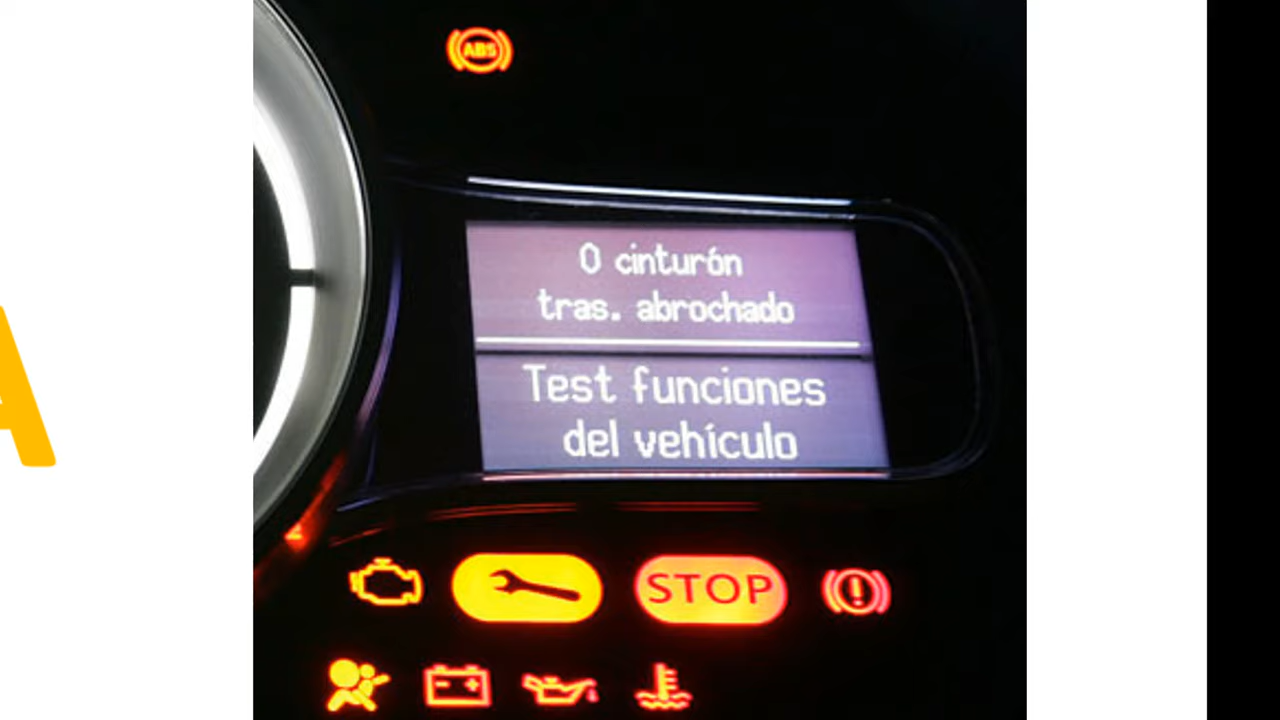 A
ABS
0 cinturón
tras. abrochado
Test funciones
del vehículo
STOP